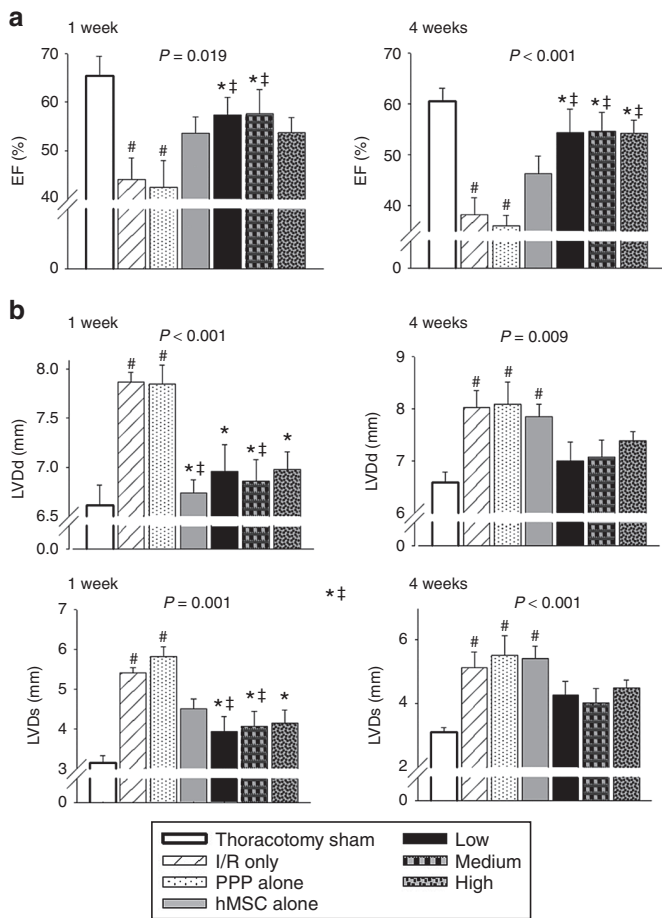 a
1 week
4 weeks
P = 0.019
P < 0.001
70
60
50
40
0
EF (%)
# # *‡ *‡
70
60
50
40
0
EF (%)
# # *‡ *‡ *‡
b
1 week
4 weeks
P < 0.001
P = 0.009
8.0
7.5
7.0
6.5
0.0
LVDd (mm)
# # *‡ * *‡ *
9
8
7
6
0
LVDd (mm)
# # #
1 week
*‡
4 weeks
P = 0.001
P < 0.001
7
6
5
4
3
0
LVDs (mm)
# # *‡ *‡ *
6
4
2
0
LVDs (mm)
# # #
Thoracotomy sham
I/R only
PPP alone
hMSC alone
Low
Medium
High